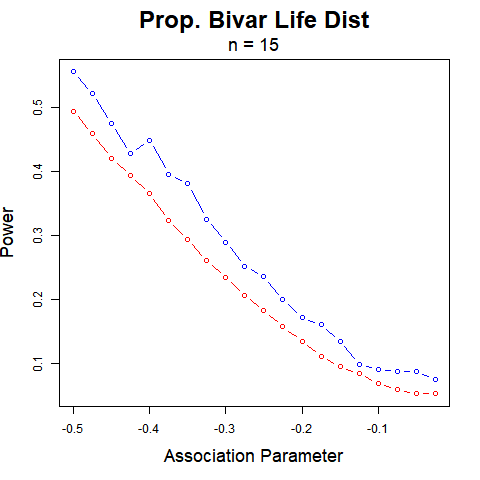 Prop. Bivar Life Dist
n = 15
Power
0.5
0.4
0.3
0.2
0.1
-0.5 -0.4 -0.3 -0.2 -0.1
Association Parameter